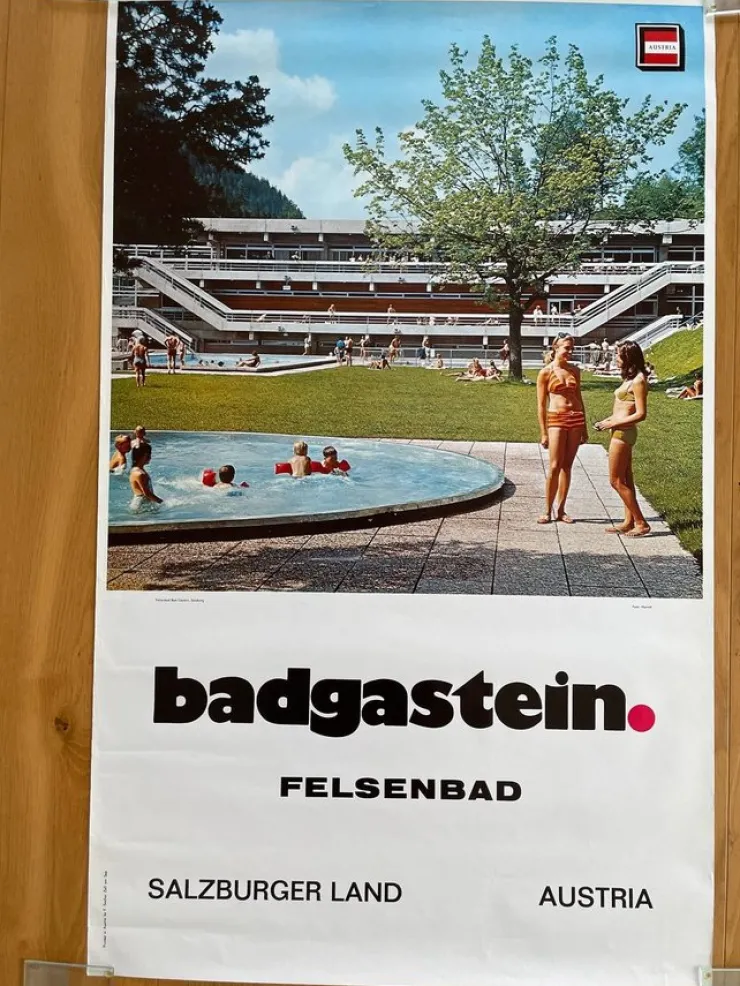 AUSTRIA
badgastein.
FELSENBAD
SALZBURGER LAND
AUSTRIA